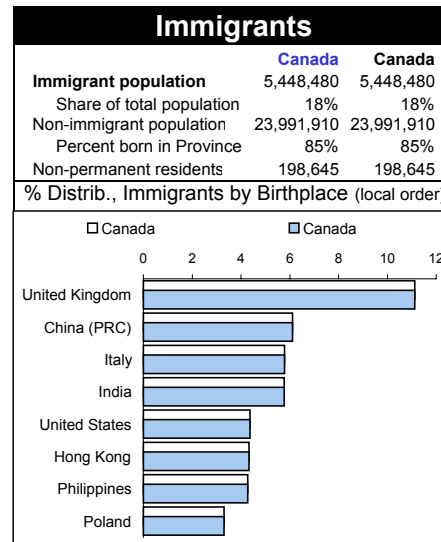 Immigrants
Canada Canada
Immigrant population 5,448,480 5,448,480
Share of total population 18% 18%
Non-immigrant population 23,991,910 23,991,910
Percent born in Province 85% 85%
Non-permanent residents 198,645 198,645
% Distrib., Immigrants by Birthplace (local order)
Canada Canada
0 2 4 6 8 10 12
United Kingdom
China (PRC)
Italy
India
United States
Hong Kong
Philippines
Poland